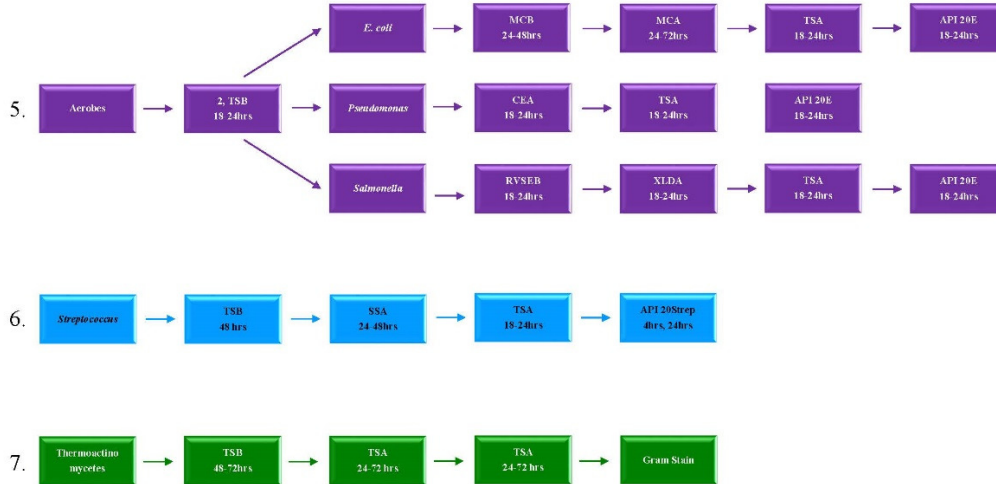 E. coli
MCB
24-48hrs
MCA
24-72hrs
TSA
18-24hrs
API 20E
18-24hrs
5.
Aerobes
2, TSB
18-24hrs
Pseudomonas
CEA
18-24hrs
TSA
18-24hrs
API 20E
18-24hrs
Salmonella
RVSEB
18-24hrs
XLDA
18-24hrs
TSA
18-24hrs
API 20E
18-24hrs
6.
Streptococcus
TSB
48 hrs
SSA
24-48hrs
TSA
18-24hrs
API 20Strep
4hrs, 24hrs
7.
Thermoactino
mycetes
TSB
48-72hrs
TSA
24-72 hrs
TSA
24-72 hrs
Gram Stain